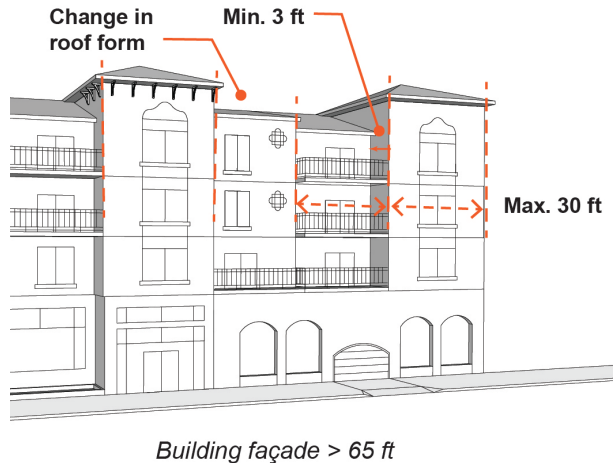 Change in
roof form
Min. 3 ft
Max. 30 ft
Building façade > 65 ft